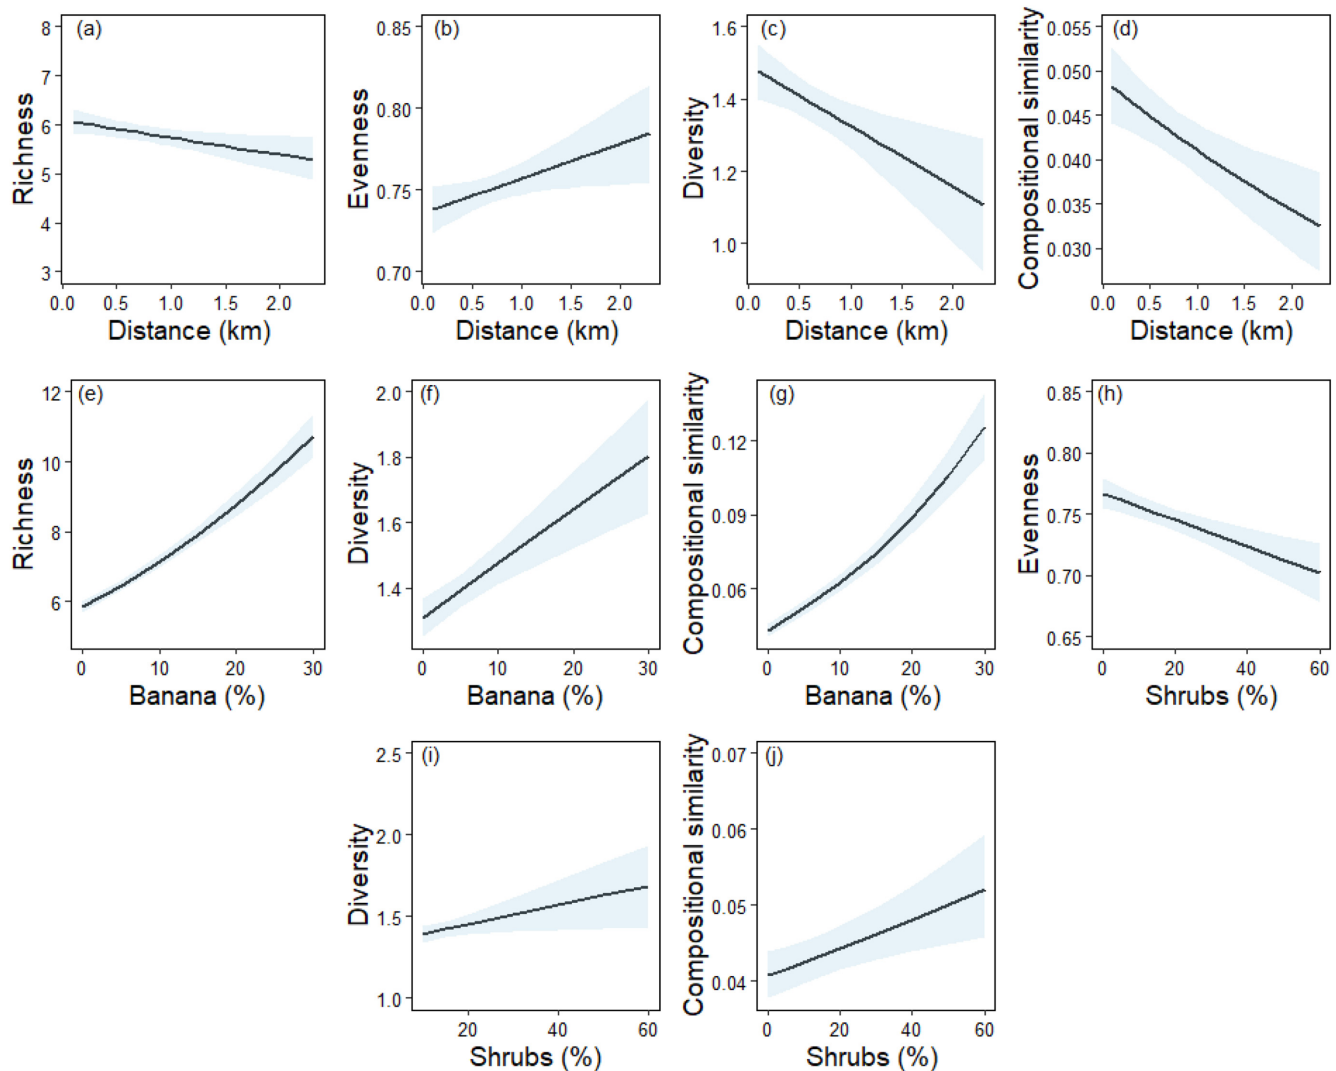 (a)
8
7
6
5
4
3
Richness
0.0 0.5 1.0 1.5 2.0
Distance (km)
(b)
0.85
0.80
0.75
0.70
Evenness
0.0 0.5 1.0 1.5 2.0
Distance (km)
(c)
1.6
1.4
1.2
1.0
Diversity
0.0 0.5 1.0 1.5 2.0
Distance (km)
(d)
0.055
0.050
0.045
0.040
0.035
0.030
Compositional similarity
0.0 0.5 1.0 1.5 2.0
Distance (km)
(e)
12
10
8
6
Richness
0 10 20 30
Banana (%)
(f)
2.0
1.8
1.6
1.4
Diversity
0 10 20 30
Banana (%)
(g)
0.12
0.09
0.06
Compositional similarity
0 10 20 30
Banana (%)
(h)
0.85
0.80
0.75
0.70
0.65
Evenness
0 20 40 60
Shrubs (%)
(i)
2.5
2.0
1.5
1.0
Diversity
20 40 60
Shrubs (%)
(j)
0.07
0.06
0.05
0.04
Compositional similarity
0 20 40 60
Shrubs (%)